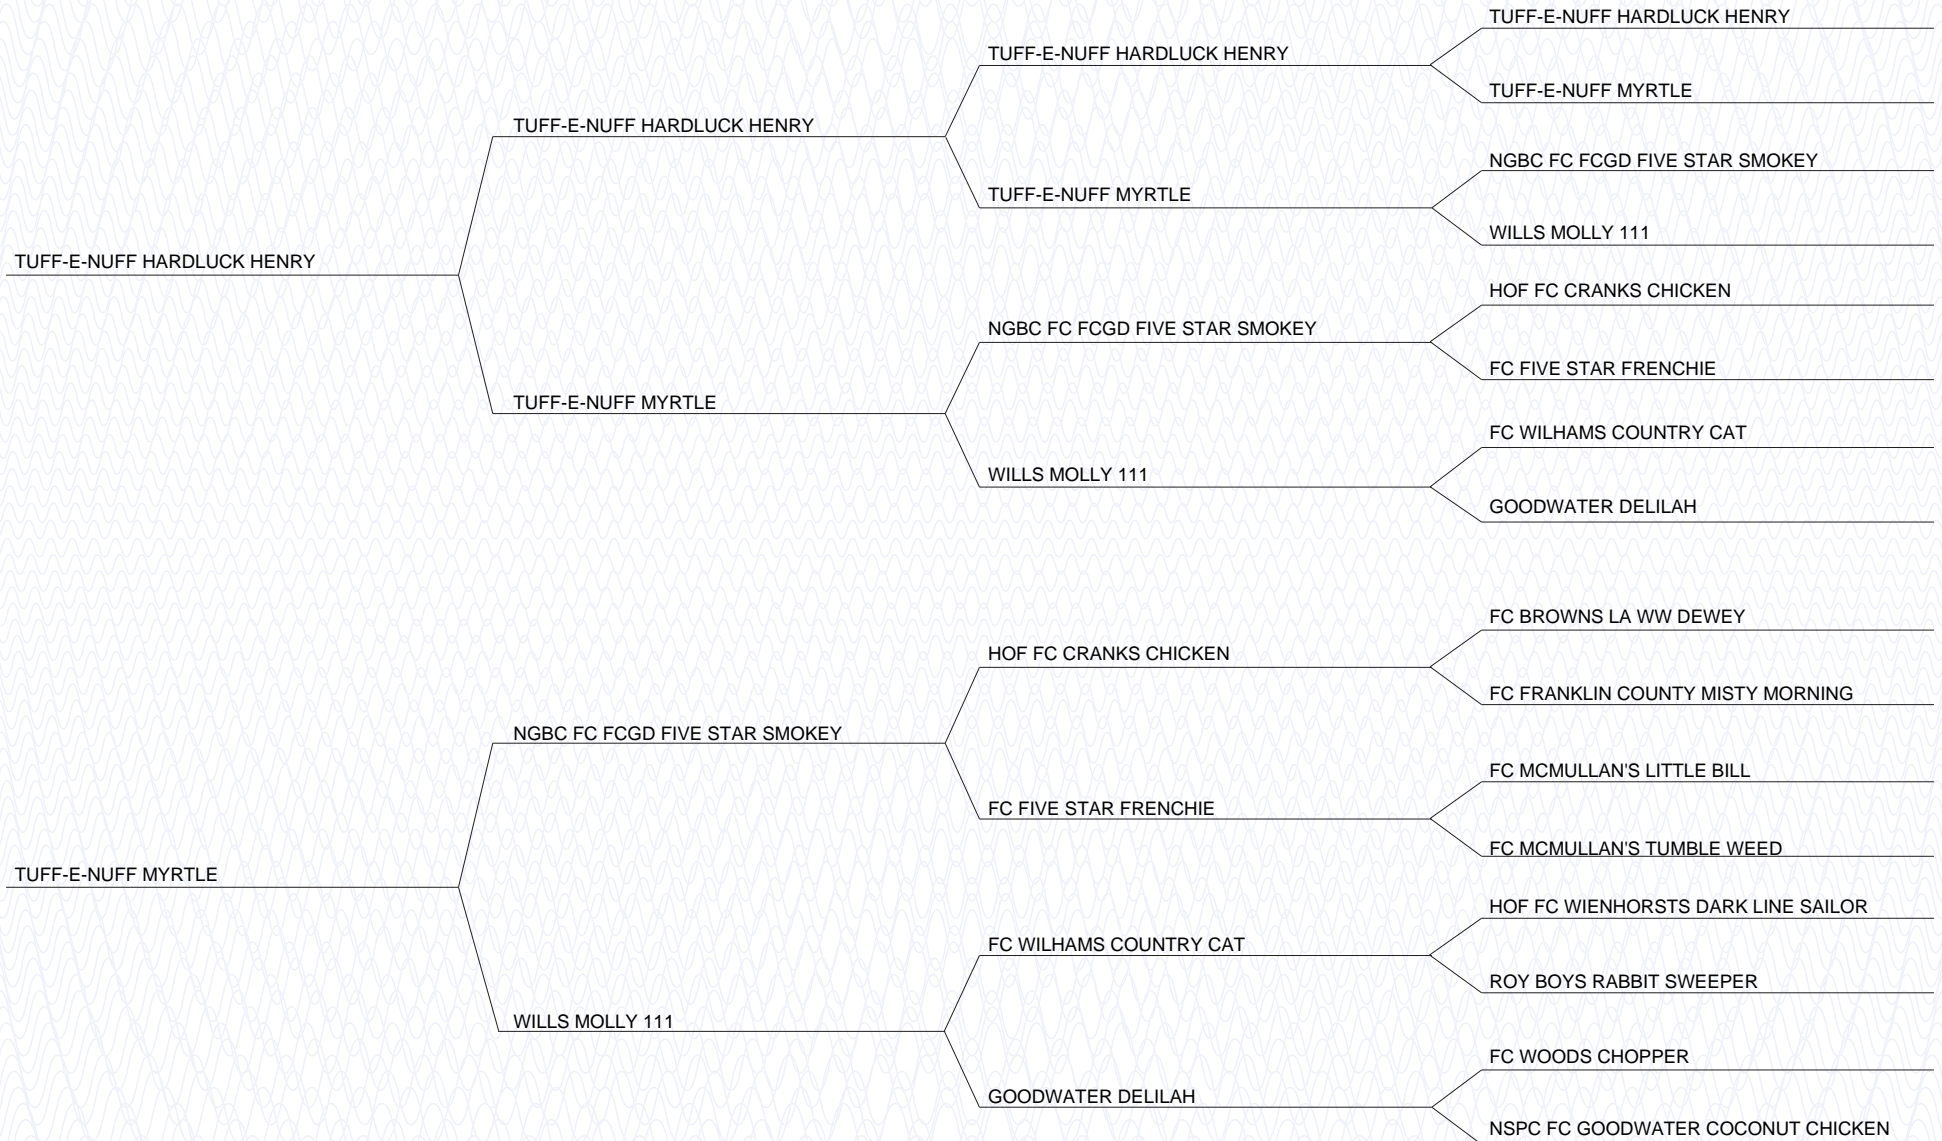 TUFF-E-NUFF HARDLUCK HENRY
TUFF-E-NUFF HARDLUCK HENRY
TUFF-E-NUFF MYRTLE
TUFF-E-NUFF HARDLUCK HENRY
NGBC FC FCGD FIVE STAR SMOKEY
TUFF-E-NUFF MYRTLE
WILLS MOLLY 111
TUFF-E-NUFF HARDLUCK HENRY
HOF FC CRANKS CHICKEN
NGBC FC FCGD FIVE STAR SMOKEY
FC FIVE STAR FRENCHIE
TUFF-E-NUFF MYRTLE
FC WILHAMS COUNTRY CAT
WILLS MOLLY 111
GOODWATER DELILAH
FC BROWNS LA WW DEWEY
HOF FC CRANKS CHICKEN
FC FRANKLIN COUNTY MISTY MORNING
NGBC FC FCGD FIVE STAR SMOKEY
FC MCMULLAN'S LITTLE BILL
FC FIVE STAR FRENCHIE
FC MCMULLAN'S TUMBLE WEED
TUFF-E-NUFF MYRTLE
HOF FC WIENHORSTS DARK LINE SAILOR
FC WILHAMS COUNTRY CAT
ROY BOYS RABBIT SWEEPER
WILLS MOLLY 111
FC WOODS CHOPPER
GOODWATER DELILAH
NSPC FC GOODWATER COCONUT CHICKEN